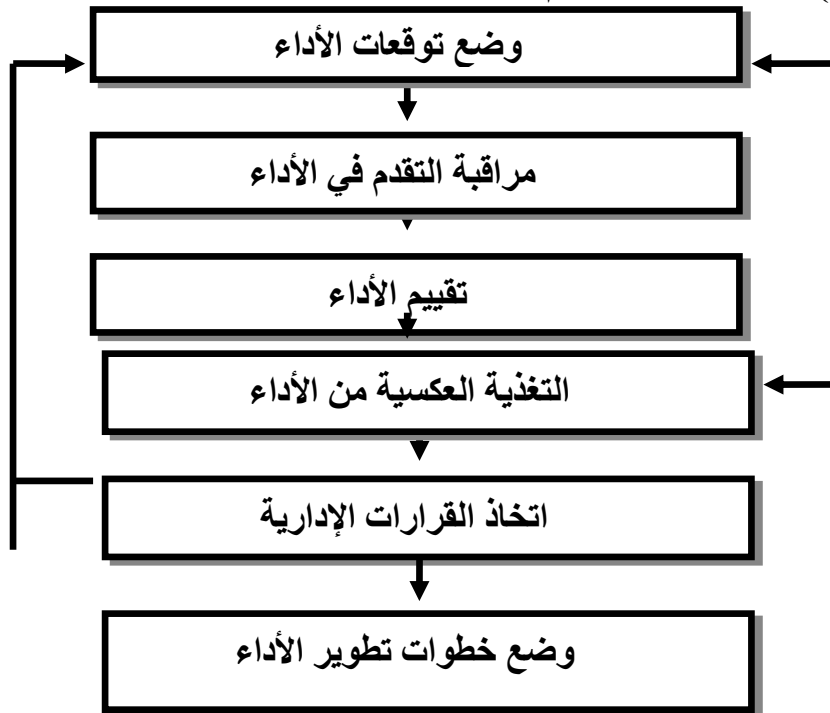 وضع توقعات الأداء
مراقبة التقدم في الأداء
تقييم الأداء
التغذية العكسية من الأداء
اتخاذ القرارات الإدارية
وضع خطوات تطوير الأداء